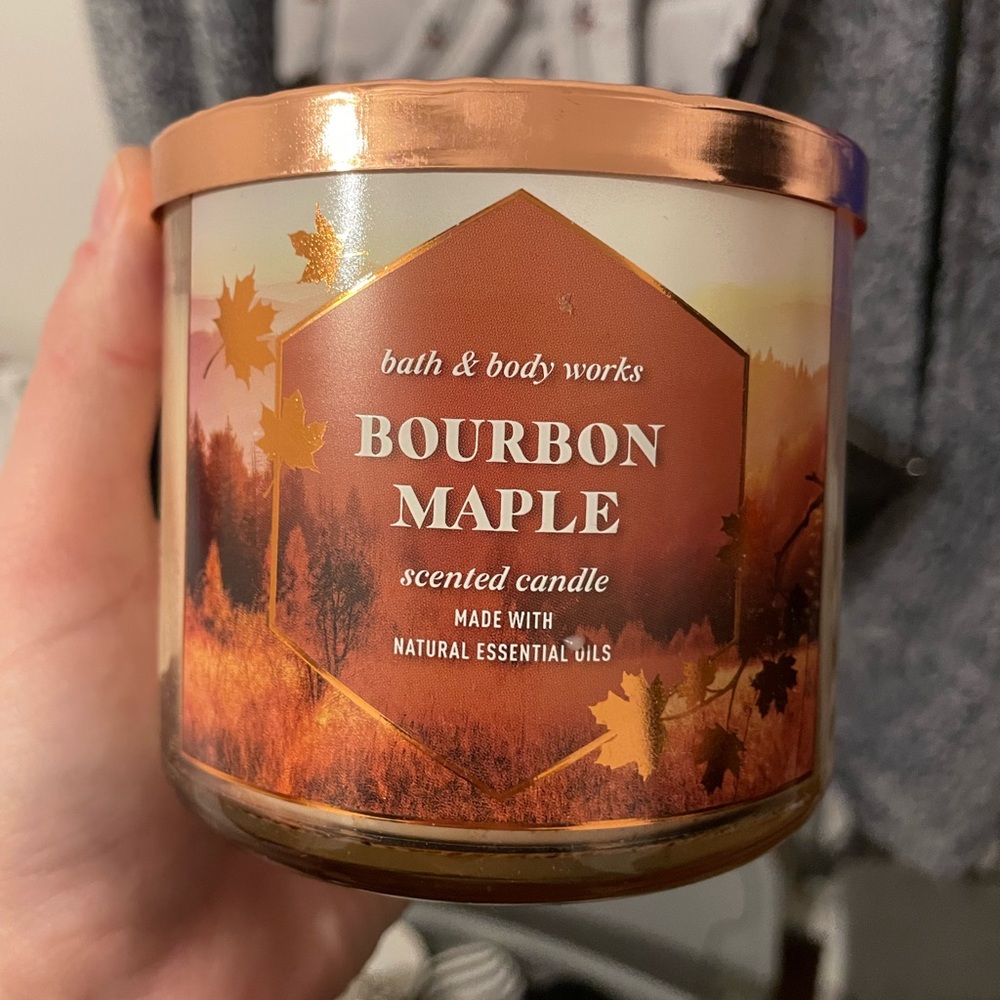 bath & body works
BOURBON
MAPLE
scented candle
MADE WITH
NATURAL ESSENTIAL OILS